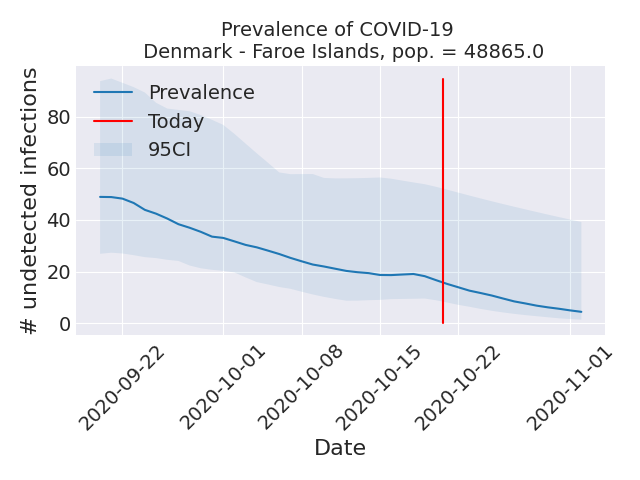 Prevalence of COVID-19
Denmark - Faroe Islands, pop. = 48865.0
Prevalence
Today
95CI
# undetected infections
80
60
40
20
0
2020-09-22
2020-10-01
2020-10-08
2020-10-15
2020-10-22
2020-11-01
Date